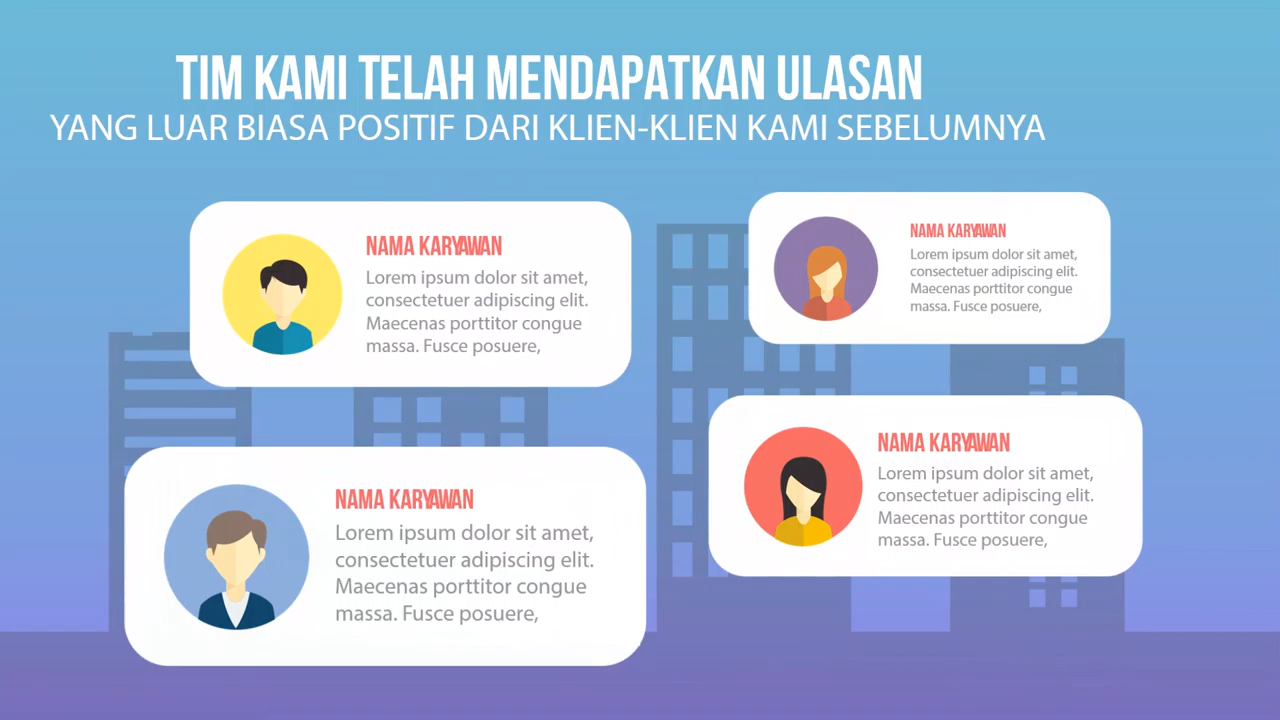 TIM KAMI TELAH MENDAPATKAN ULASAN
YANG LUAR BIASA POSITIF DARI KLIEN-KLIEN KAMI SEBELUMNYA
NAMA KARYAWAN
Lorem ipsum dolor sit amet,
consectetuer adipiscing elit.
Maecenas porttitor congue
massa. Fusce posuere,
NAMA KARYAWAN
Lorem ipsum dolor sit amet,
consectetuer adipiscing elit.
Maecenas porttitor congue
massa. Fusce posuere,
NAMA KARYAWAN
Lorem ipsum dolor sit amet,
consectetuer adipiscing elit.
Maecenas porttitor congue
massa. Fusce posuere,
NAMA KARYAWAN
Lorem ipsum dolor sit amet,
consectetuer adipiscing elit.
Maecenas porttitor congue
massa. Fusce posuere,